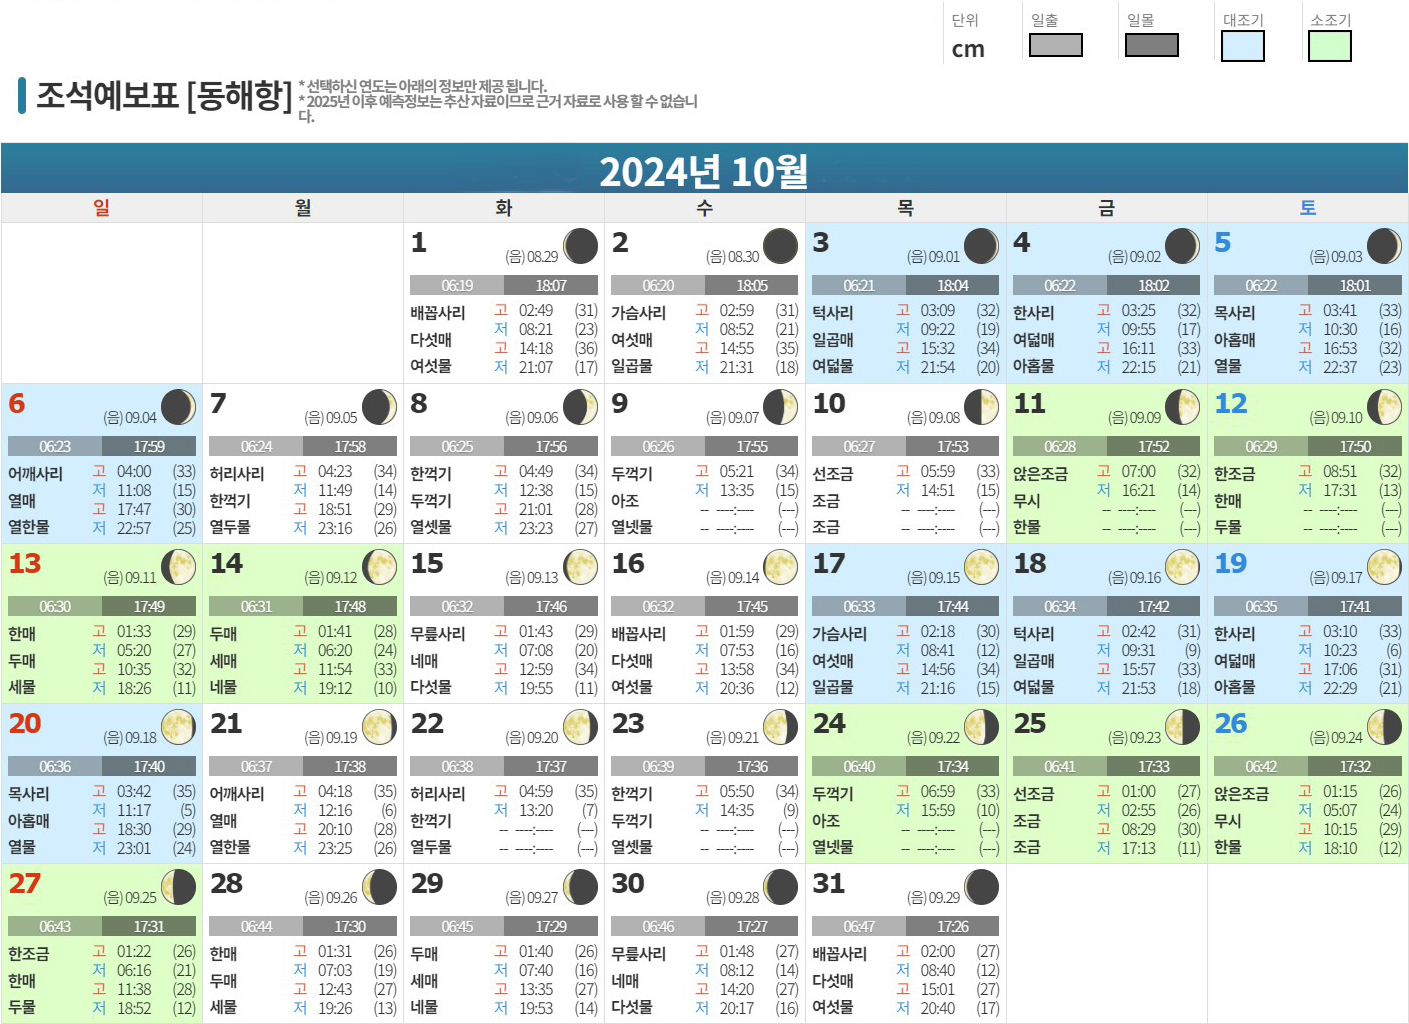 단위 일출 일몰 대조기 소조기
cm
조석예보표 [동해항] * 선택하신 연도는 아래의 정보만 제공 됩니다.
* 2025년 이후 예측정보는 추산 자료이므로 근거 자료로 사용 할 수 없습니
다.
2024년 10월
일 월 화 수 목 금 토
1 (음) 08.29
06:19 18:07
배꼽사리 고 02:49 (31)
저 08:21 (23)
다섯매 고 14:18 (36)
여섯물 저 21:07 (17)
2 (음) 08.30
06:20 18:05
가슴사리 고 02:59 (31)
저 08:52 (21)
여섯매 고 14:55 (35)
일곱물 저 21:31 (18)
3 (음) 09.01
06:21 18:04
턱사리 고 03:09 (32)
저 09:22 (19)
일곱매 고 15:32 (34)
여덟물 저 21:54 (20)
4 (음) 09.02
06:22 18:02
한사리 고 03:25 (32)
저 09:55 (17)
여덟매 고 16:11 (33)
아홉물 저 22:15 (21)
5 (음) 09.03
06:22 18:01
목사리 고 03:41 (33)
저 10:30 (16)
아홉매 고 16:53 (32)
열물 저 22:37 (23)
6 (음) 09.04
06:23 17:59
어깨사리 고 04:00 (33)
저 11:08 (15)
열매 고 17:47 (30)
열한물 저 22:57 (25)
7 (음) 09.05
06:24 17:58
허리사리 고 04:23 (34)
저 11:49 (14)
한꺽기 고 18:51 (29)
열두물 저 23:16 (26)
8 (음) 09.06
06:25 17:56
한꺽기 고 04:49 (34)
저 12:38 (15)
두꺽기 고 21:01 (28)
열셋물 저 23:23 (27)
9 (음) 09.07
06:26 17:55
두꺽기 고 05:21 (34)
저 13:35 (15)
아조 -- ----:---- (---)
열넷물 -- ----:---- (---)
10 (음) 09.08
06:27 17:53
선조금 고 05:59 (33)
저 14:51 (15)
조금 -- ----:---- (---)
조금 -- ----:---- (---)
11 (음) 09.09
06:28 17:52
앉은조금 고 07:00 (32)
저 16:21 (14)
무시 -- ----:---- (---)
한물 -- ----:---- (---)
12 (음) 09.10
06:29 17:50
한조금 고 08:51 (32)
저 17:31 (13)
한매 -- ----:---- (---)
두물 -- ----:---- (---)
13 (음) 09.11
06:30 17:49
한매 고 01:33 (29)
저 05:20 (27)
두매 고 10:35 (32)
세물 저 18:26 (11)
14 (음) 09.12
06:31 17:48
두매 고 01:41 (28)
저 06:20 (24)
세매 고 11:54 (33)
네물 저 19:12 (10)
15 (음) 09.13
06:32 17:46
무릎사리 고 01:43 (29)
저 07:08 (20)
네매 고 12:59 (34)
다섯물 저 19:55 (11)
16 (음) 09.14
06:32 17:45
배꼽사리 고 01:59 (29)
저 07:53 (16)
다섯매 고 13:58 (34)
여섯물 저 20:36 (12)
17 (음) 09.15
06:33 17:44
가슴사리 고 02:18 (30)
저 08:41 (12)
여섯매 고 14:56 (34)
일곱물 저 21:16 (15)
18 (음) 09.16
06:34 17:42
턱사리 고 02:42 (31)
저 09:31 (9)
일곱매 고 15:57 (33)
여덟물 저 21:53 (18)
19 (음) 09.17
06:35 17:41
한사리 고 03:10 (33)
저 10:23 (6)
여덟매 고 17:06 (31)
아홉물 저 22:29 (21)
20 (음) 09.18
06:36 17:40
목사리 고 03:42 (35)
저 11:17 (5)
아홉매 고 18:30 (29)
열물 저 23:01 (24)
21 (음) 09.19
06:37 17:38
어깨사리 고 04:18 (35)
저 12:16 (6)
열매 고 20:10 (28)
열한물 저 23:25 (26)
22 (음) 09.20
06:38 17:37
허리사리 고 04:59 (35)
저 13:20 (7)
한꺽기 -- ----:---- (---)
열두물 -- ----:---- (---)
23 (음) 09.21
06:39 17:36
한꺽기 고 05:50 (34)
저 14:35 (9)
두꺽기 -- ----:---- (---)
열셋물 -- ----:---- (---)
24 (음) 09.22
06:40 17:34
두꺽기 고 06:59 (33)
저 15:59 (10)
아조 -- ----:---- (---)
열넷물 -- ----:---- (---)
25 (음) 09.23
06:41 17:33
선조금 고 01:00 (27)
저 02:55 (26)
조금 고 08:29 (30)
조금 저 17:13 (11)
26 (음) 09.24
06:42 17:32
앉은조금 고 01:15 (26)
저 05:07 (24)
무시 고 10:15 (29)
한물 저 18:10 (12)
27 (음) 09.25
06:43 17:31
한조금 고 01:22 (26)
저 06:16 (21)
한매 고 11:38 (28)
두물 저 18:52 (12)
28 (음) 09.26
06:44 17:30
한매 고 01:31 (26)
저 07:03 (19)
두매 고 12:43 (27)
세물 저 19:26 (13)
29 (음) 09.27
06:45 17:29
두매 고 01:40 (26)
저 07:40 (16)
세매 고 13:35 (27)
네물 저 19:53 (14)
30 (음) 09.28
06:46 17:27
무릎사리 고 01:48 (27)
저 08:12 (14)
네매 고 14:20 (27)
다섯물 저 20:17 (16)
31 (음) 09.29
06:47 17:26
배꼽사리 고 02:00 (27)
저 08:40 (12)
다섯매 고 15:01 (27)
여섯물 저 20:40 (17)